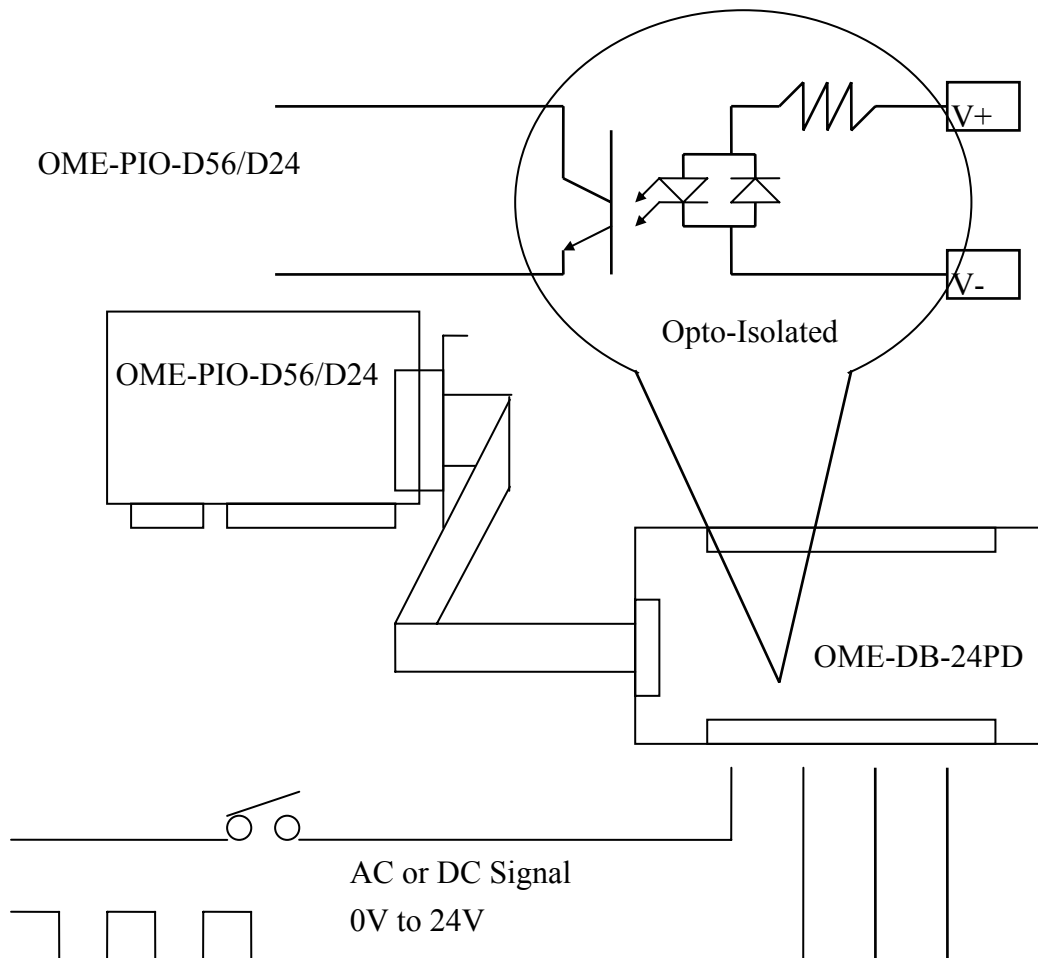 V+
OME-PIO-D56/D24
V-
Opto-Isolated
OME-PIO-D56/D24
OME-DB-24PD
AC or DC Signal
0V to 24V